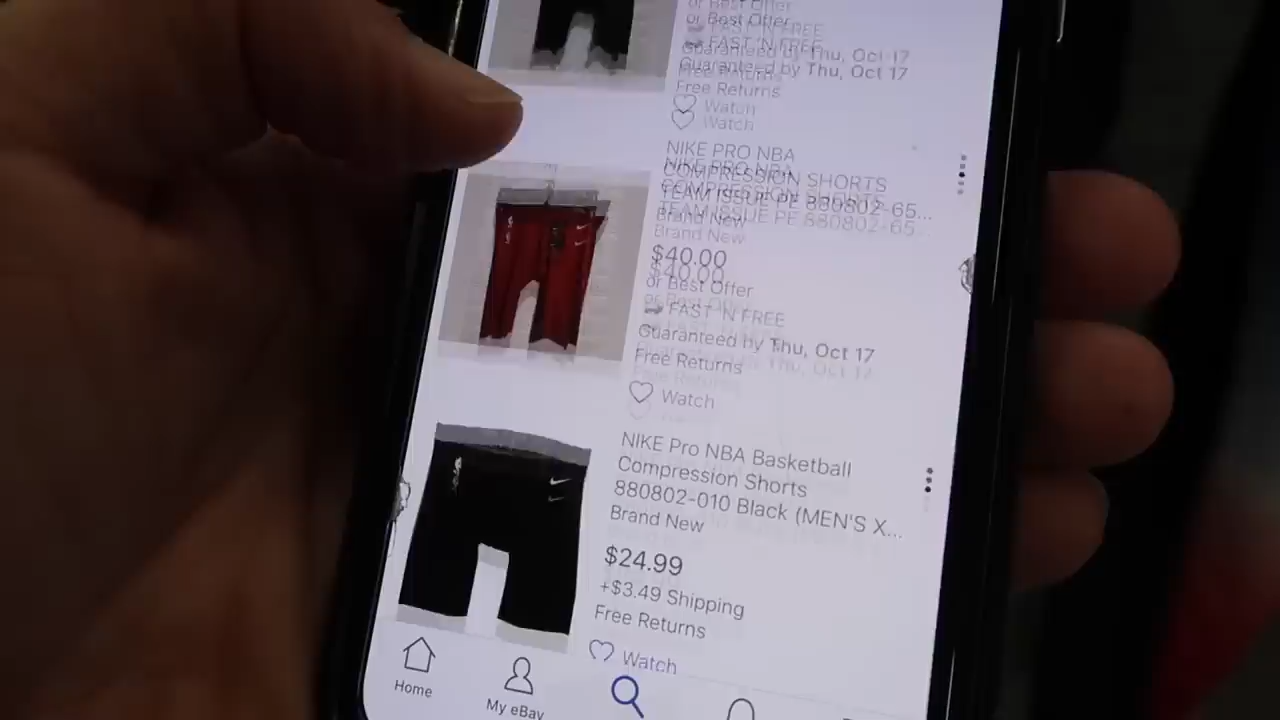 or Best Offer
FAST 'N FREE
Guaranteed by Thu, Oct 17
Free Returns
Watch
NIKE PRO NBA
COMPRESSION SHORTS
TEAM ISSUE PE 880802-65...
Brand New
$40.00
or Best Offer
FAST 'N FREE
Guaranteed by Thu, Oct 17
Free Returns
Watch
NIKE Pro NBA Basketball
Compression Shorts
880802-010 Black (MEN'S X...
Brand New
$24.99
+$3.49 Shipping
Free Returns
Watch
Home
My eBay